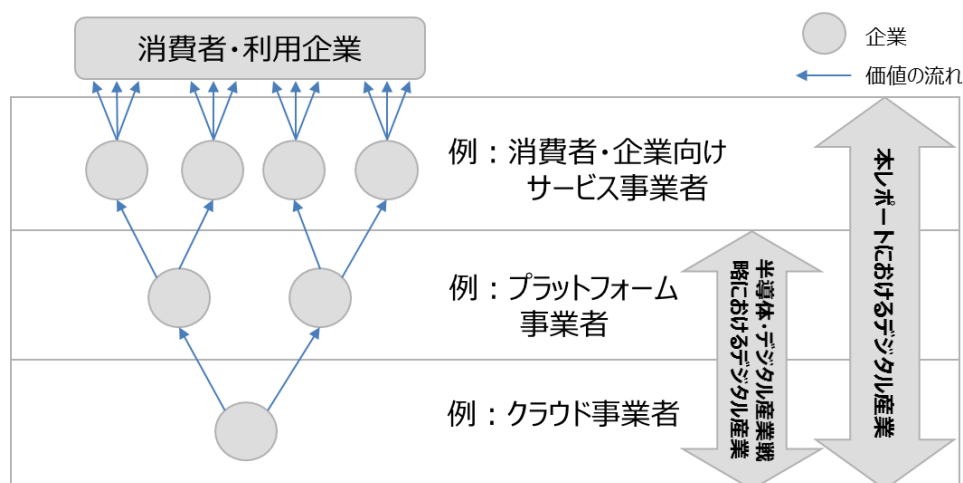 消費者・利用企業
企業
価値の流れ
例：消費者・企業向け
サービス事業者
例：プラットフォーム
事業者
例：クラウド事業者
半導体・デジタル産業戦
略におけるデジタル産業
本レポートにおけるデジタル産業